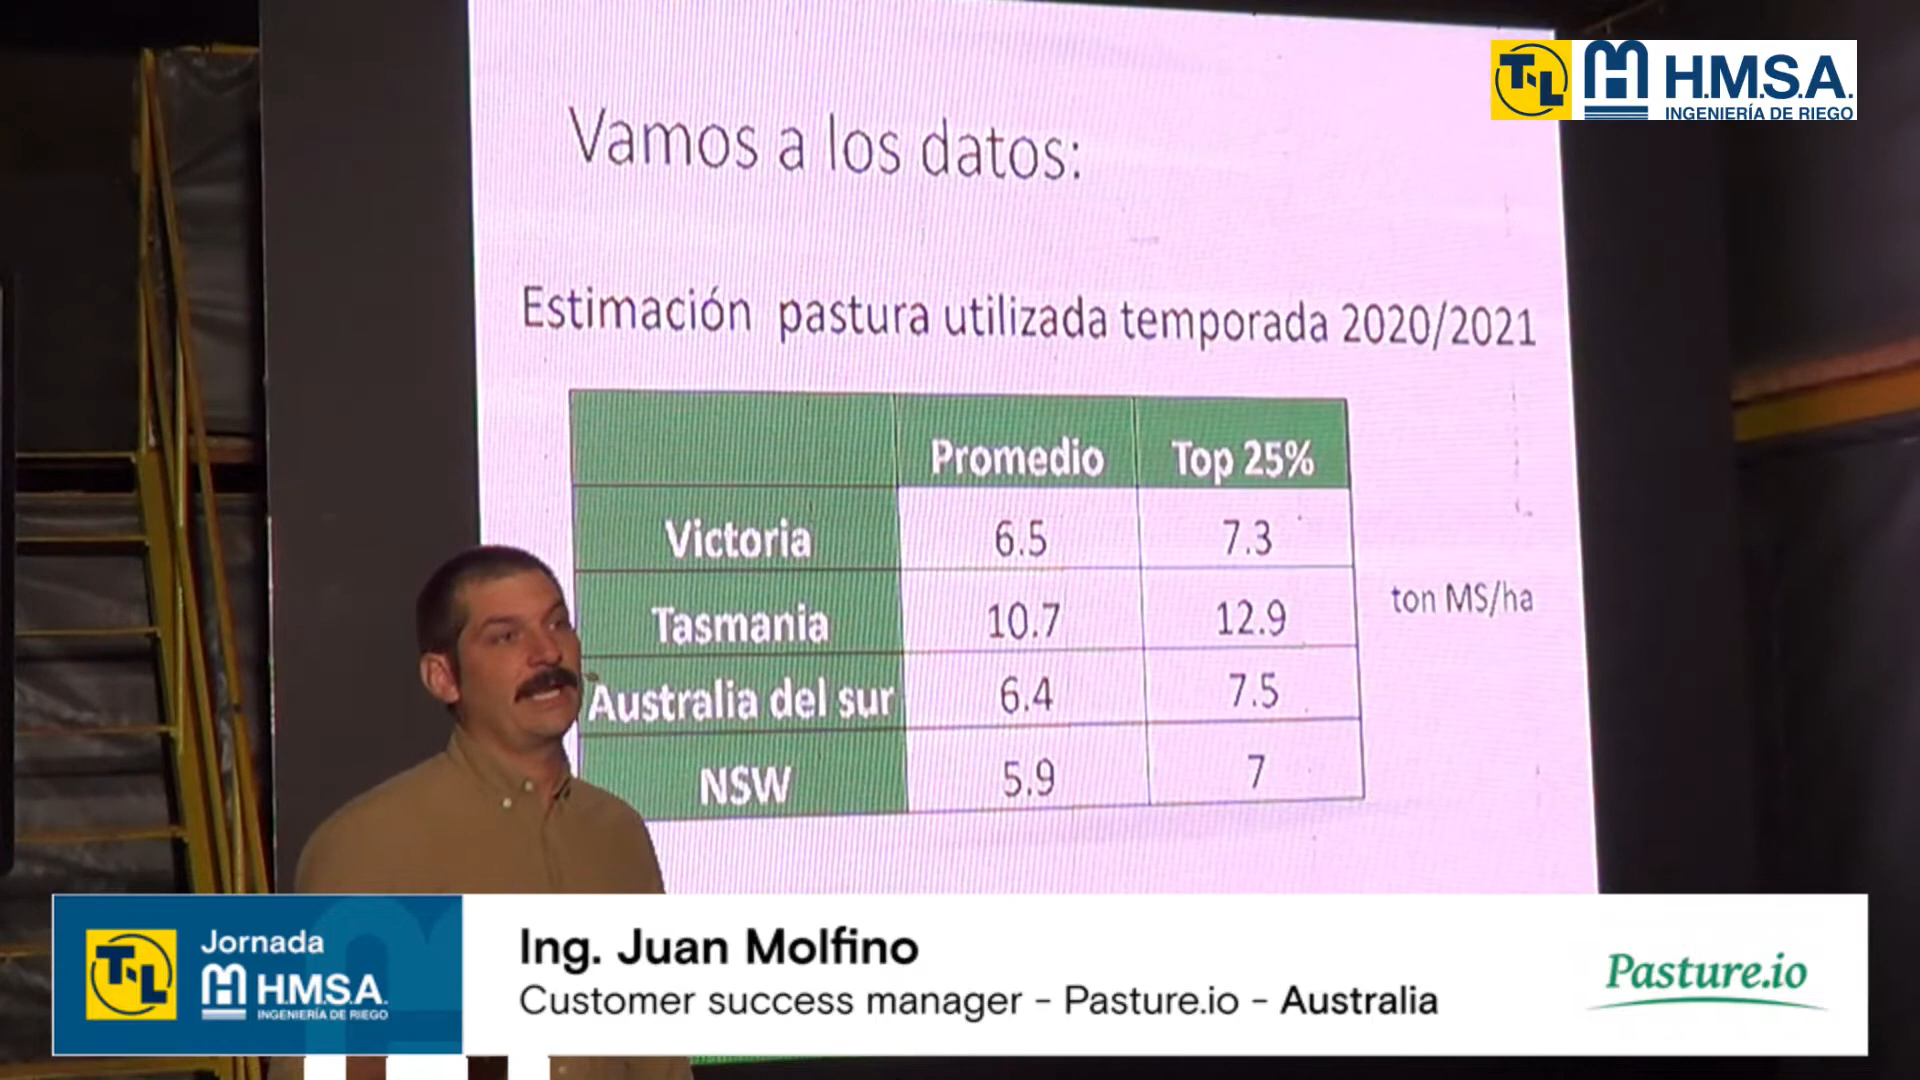 T-L H.M.S.A.
INGENIERÍA DE RIEGO
Vamos a los datos:
Estimación pastura utilizada temporada 2020/2021
Promedio Top 25%
Victoria 6.5 7.3
Tasmania 10.7 12.9
ton MS/ha
Australia del sur 6.4 7.5
NSW 5.9 7
T-L Jornada
H.M.S.A.
INGENIERÍA DE RIEGO
Ing. Juan Molfino
Customer success manager - Pasture.io - Australia
Pasture.io